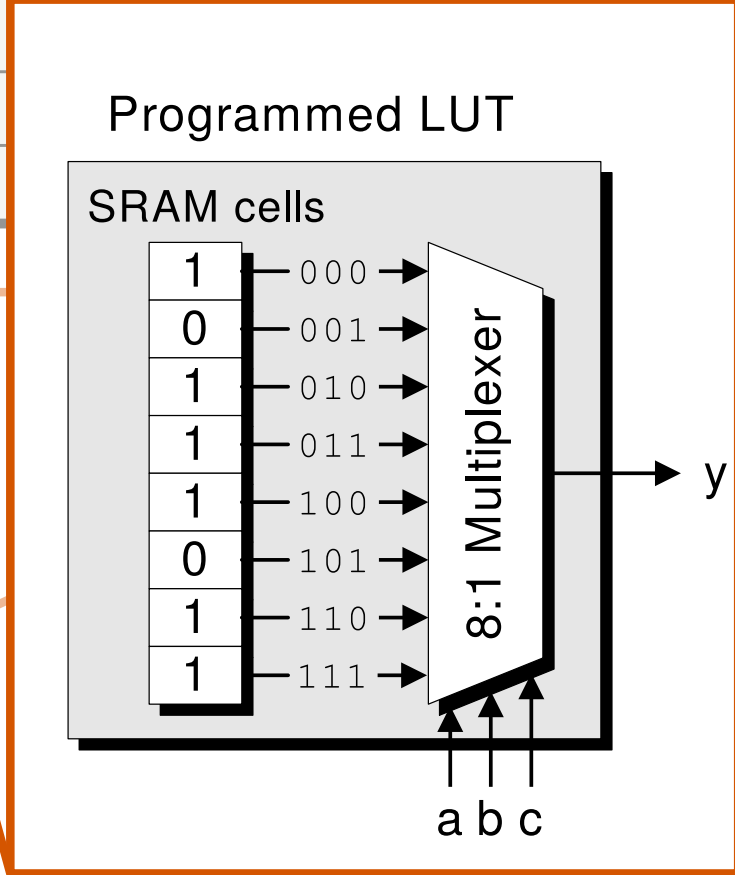 Programmed LUT
SRAM cells
1 000
0 001
1 010
1 011
1 100
0 101
1 110
1 111
8:1 Multiplexer
y
a b c